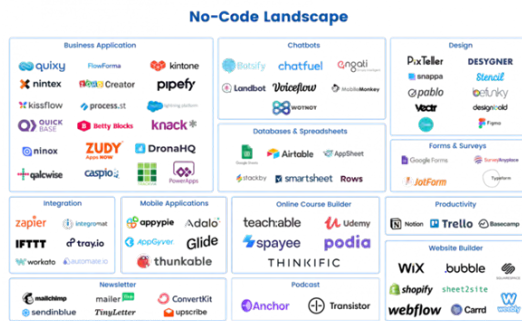 No-Code Landscape
Business Application
quixy FlowForma kintone
nintex Creator pipefy
kissflow process.st
QUICK BASE Betty Blocks knack
ninox ZUDY Apps NOW DronaHQ
qalcwise caspio PowerApps
Chatbots
Botsify chatfuel engati
Landbot Voiceflow MobileMonkey
WOTNOT
Databases & Spreadsheets
Airtable AppSheet
stackby smartsheet Rows
Design
PixTeller DESYGNER
snappa Stencil
pablo befunky
Vectr designbold
Figma
Forms & Surveys
Google Forms SurveyAnyplace
JotForm Typeform
Integration
zapier Integromat
IFTTT tray.io
workato automate.io
Mobile Applications
appypie Adalo
AppGyver Glide
thunkable
Online Course Builder
teach:able Udemy
spayee podia
THINKIFIC
Productivity
Notion Trello Basecamp
Website Builder
WiX .bubble
shopify sheet2site
webflow Carrd weebly
Newsletter
mailchimp mailer ConvertKit
sendinblue TinyLetter upscribe
Podcast
Anchor Transistor